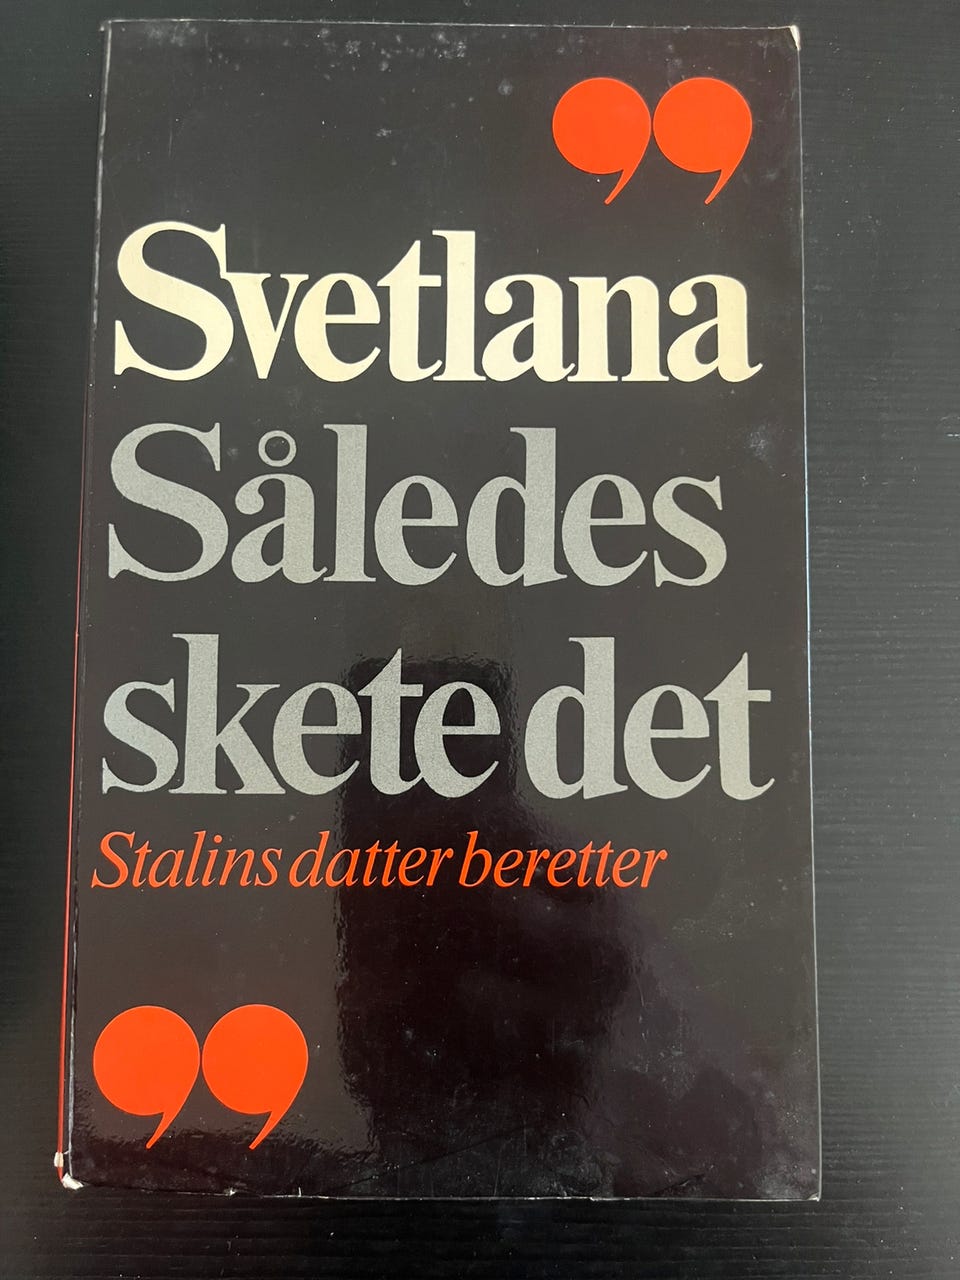 ”
Svetlana
Således
skete det
Stalins datter beretter
”